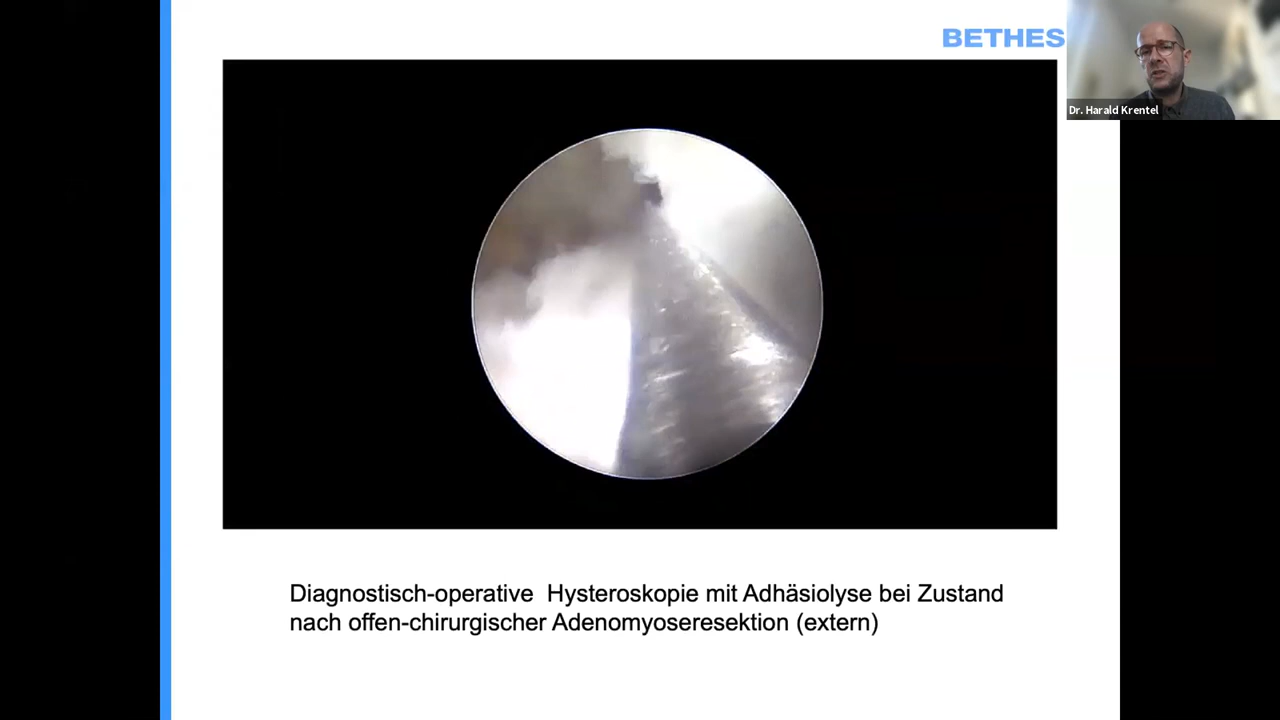 BETHES
Dr. Harald Krentel
Diagnostisch-operative  Hysteroskopie mit Adhäsiolyse bei Zustand
nach offen-chirurgischer Adenomyoseresektion (extern)